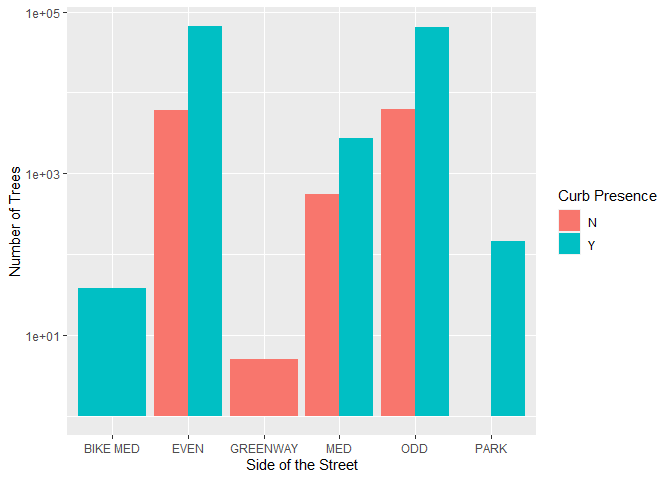 1e+05
1e+03
1e+01
Number of Trees
BIKE MED EVEN GREENWAY MED ODD PARK
Side of the Street
Curb Presence
N
Y